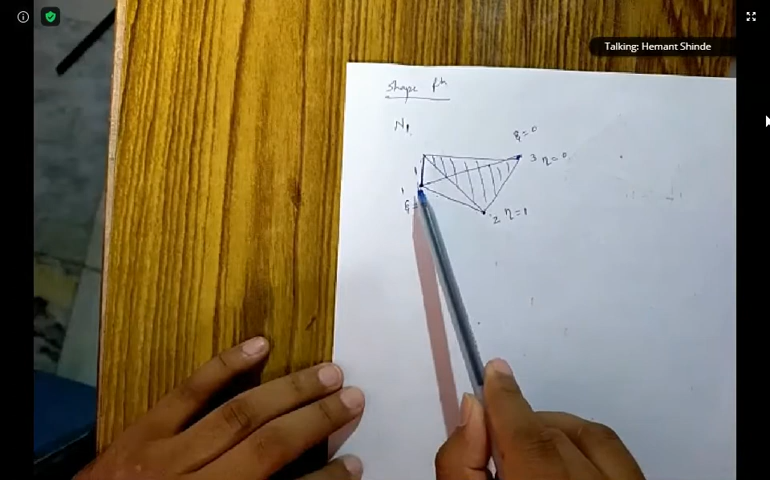 Talking: Hemant Shinde
Shape fⁿ
N₁
ξ=0
3 η=0
1
1
ξ=
2 η=1